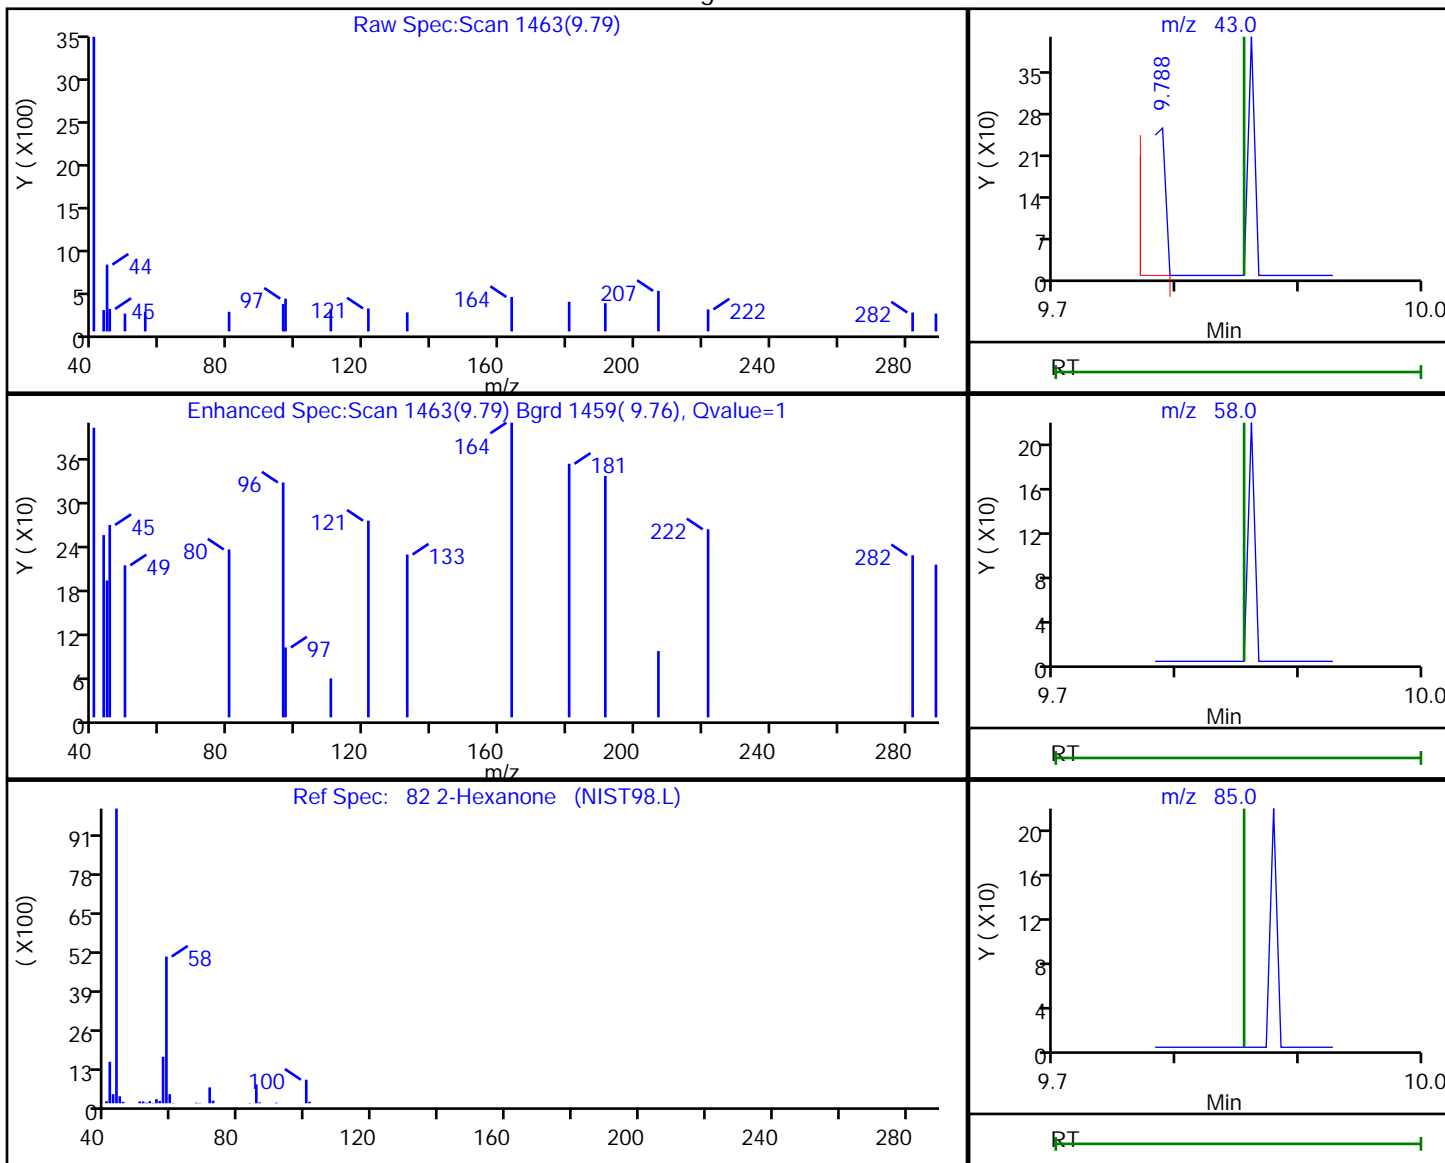 Raw Spec:Scan 1463(9.79)
Y ( X100)
35
30
25
20
15
10
5
0
44
45
97
121
164
207
222
282
40 80 120 160 200 240 280
m/z
m/z 43.0
Y ( X10)
35
28
21
14
7
0
9.788
9.7 10.0
Min
RT
Enhanced Spec:Scan 1463(9.79) Bgrd 1459( 9.76), Qvalue=1
Y ( X10)
36
30
24
18
12
6
0
45
49
80
96
97
121
133
164
181
222
282
40 80 120 160 200 240 280
m/z
m/z 58.0
Y ( X10)
20
16
12
8
4
0
9.7 10.0
Min
RT
Ref Spec: 82 2-Hexanone (NIST98.L)
( X100)
91
78
65
52
39
26
13
0
58
100
40 80 120 160 200 240 280
m/z 85.0
Y ( X10)
20
16
12
8
4
0
9.7 10.0
Min
RT